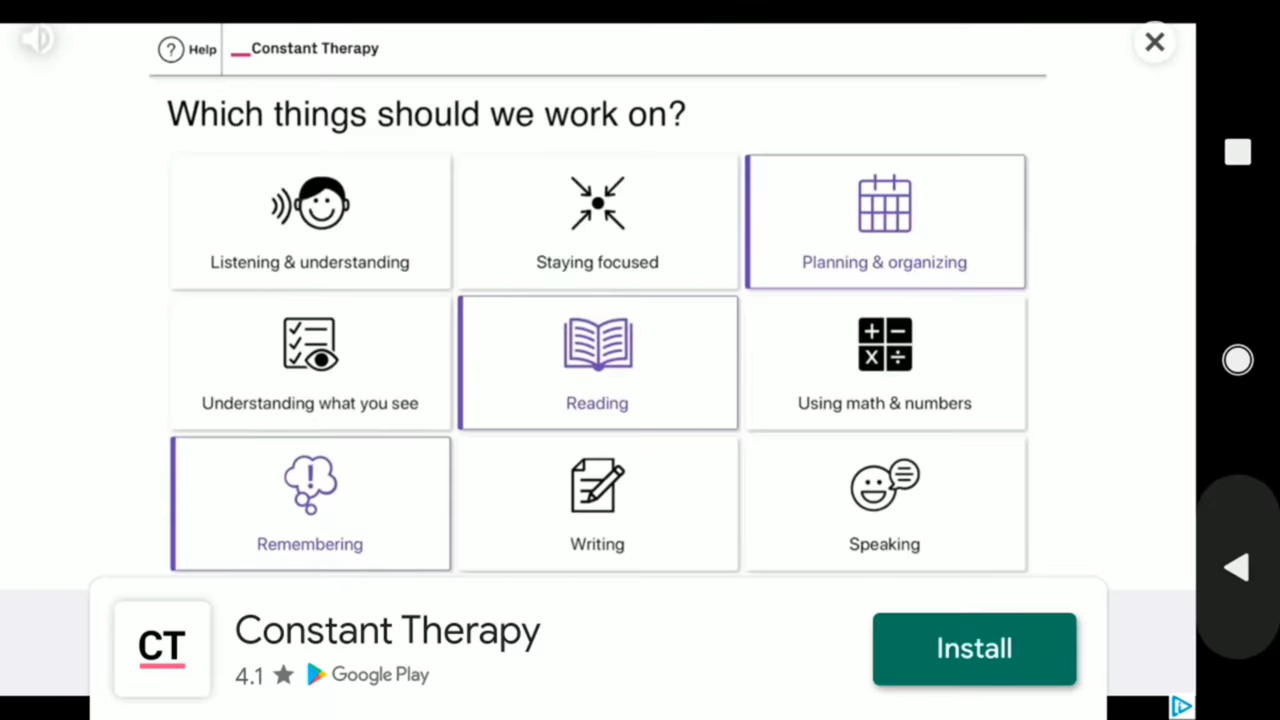 ? Help
Constant Therapy
Which things should we work on?
Listening & understanding
Staying focused
Planning & organizing
Understanding what you see
Reading
Using math & numbers
Remembering
Writing
Speaking
CT
Constant Therapy
4.1 ★ Google Play
Install